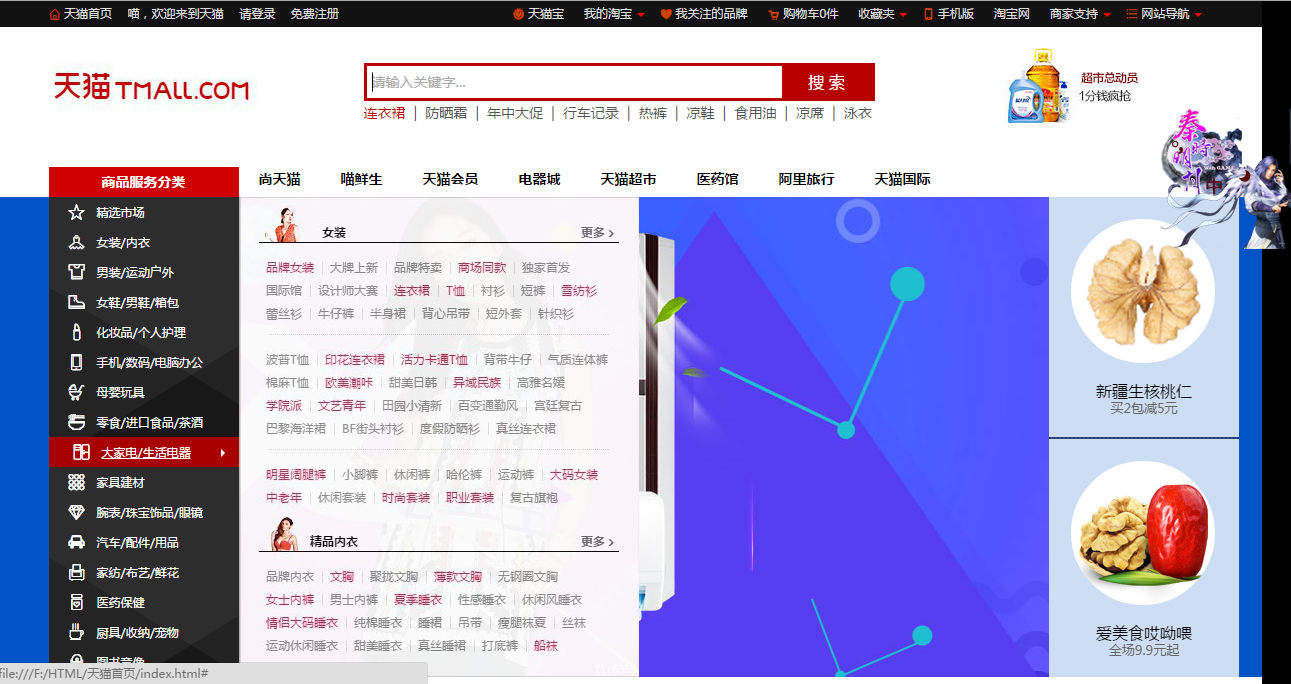 天猫首页 喵，欢迎来到天猫 请登录 免费注册 天猫宝 我的淘宝 我关注的品牌 购物车0件 收藏夹 手机版 淘宝网 商家支持 网站导航
天猫 TMALL.COM
请输入关键字... 搜 索
连衣裙 | 防晒霜 | 年中大促 | 行车记录 | 热裤 | 凉鞋 | 食用油 | 凉席 | 泳衣
超市总动员
1分钱疯抢
秦时明月
商品服务分类 尚天猫 喵鲜生 天猫会员 电器城 天猫超市 医药馆 阿里旅行 天猫国际
精选市场
女装/内衣
男装/运动户外
女鞋/男鞋/箱包
化妆品/个人护理
手机/数码/电脑办公
母婴玩具
零食/进口食品/茶酒
大家电/生活电器
家具建材
腕表/珠宝饰品/眼镜
汽车/配件/用品
家纺/布艺/鲜花
医药保健
厨具/收纳/宠物
图书音像
女装 更多 ›
品牌女装 | 大牌上新 | 品牌特卖 | 商场同款 | 独家首发
国际馆 | 设计师大赛 | 连衣裙 | T恤 | 衬衫 | 短裤 | 雪纺衫
蕾丝衫 | 牛仔裤 | 半身裙 | 背心吊带 | 短外套 | 针织衫
波普T恤 | 印花连衣裙 | 活力卡通T恤 | 背带牛仔 | 气质连体裤
棉麻T恤 | 欧美潮咔 | 甜美日韩 | 异域民族 | 高雅名媛
学院派 | 文艺青年 | 田园小清新 | 百变通勤风 | 宫廷复古
巴黎海洋裙 | BF街头衬衫 | 度假防晒衫 | 真丝连衣裙
明星阔腿裤 | 小脚裤 | 休闲裤 | 哈伦裤 | 运动裤 | 大码女装
中老年 | 休闲套装 | 时尚套装 | 职业套装 | 复古旗袍
精品内衣 更多 ›
品牌内衣 | 文胸 | 聚拢文胸 | 薄款文胸 | 无钢圈文胸
女士内裤 | 男士内裤 | 夏季睡衣 | 性感睡衣 | 休闲风睡衣
情侣大码睡衣 | 纯棉睡衣 | 睡裙 | 吊带 | 瘦腿袜夏 | 丝袜
运动休闲睡衣 | 甜美睡衣 | 真丝睡裙 | 打底裤 | 船袜
新疆生核桃仁
买2包减5元
爱美食哎呦喂
全场9.9元起
file:///F:/HTML/天猫首页/index.html#